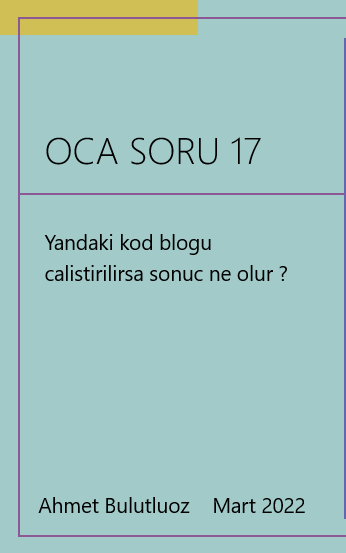 OCA SORU 17
Yandaki kod blogu
calistirilirsa sonuc ne olur ?
Ahmet Bulutluoz Mart 2022